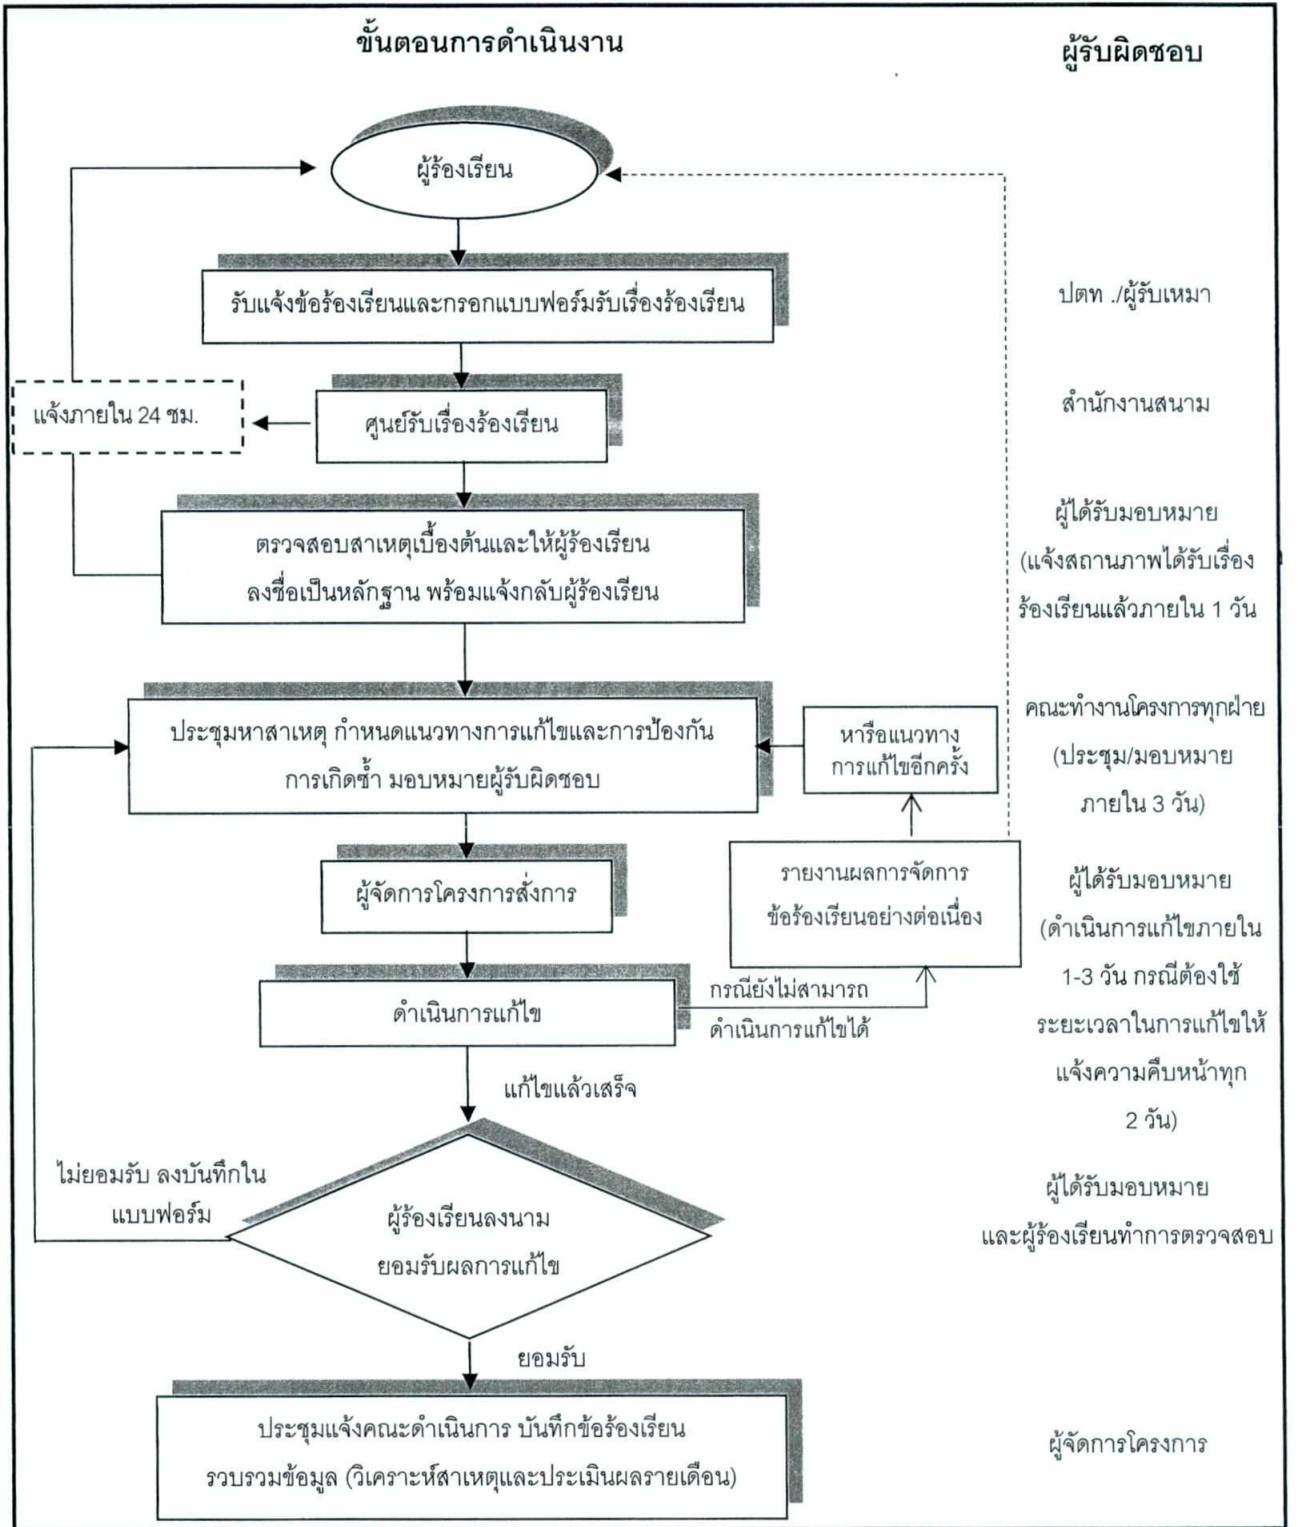 ขั้นตอนการดำเนินงาน
ผู้รับผิดชอบ
ผู้ร้องเรียน
รับแจ้งข้อร้องเรียนและกรอกแบบฟอร์มรับเรื่องร้องเรียน
ปตท ./ผู้รับเหมา
แจ้งภายใน 24 ชม.
ศูนย์รับเรื่องร้องเรียน
สำนักงานสนาม
ตรวจสอบสาเหตุเบื้องต้นและให้ผู้ร้องเรียน
ลงชื่อเป็นหลักฐาน พร้อมแจ้งกลับผู้ร้องเรียน
ผู้ได้รับมอบหมาย
(แจ้งสถานภาพได้รับเรื่อง
ร้องเรียนแล้วภายใน 1 วัน
ประชุมหาสาเหตุ กำหนดแนวทางการแก้ไขและการป้องกัน
การเกิดซ้ำ มอบหมายผู้รับผิดชอบ
หารือแนวทาง
การแก้ไขอีกครั้ง
คณะทำงานโครงการทุกฝ่าย
(ประชุม/มอบหมาย
ภายใน 3 วัน)
ผู้จัดการโครงการสั่งการ
รายงานผลการจัดการ
ข้อร้องเรียนอย่างต่อเนื่อง
ผู้ได้รับมอบหมาย
(ดำเนินการแก้ไขภายใน
1-3 วัน กรณีต้องใช้
ระยะเวลาในการแก้ไขให้
แจ้งความคืบหน้าทุก
2 วัน)
ดำเนินการแก้ไข
กรณียังไม่สามารถ
ดำเนินการแก้ไขได้
แก้ไขแล้วเสร็จ
ไม่ยอมรับ ลงบันทึกใน
แบบฟอร์ม
ผู้ร้องเรียนลงนาม
ยอมรับผลการแก้ไข
ผู้ได้รับมอบหมาย
และผู้ร้องเรียนทำการตรวจสอบ
ยอมรับ
ประชุมแจ้งคณะดำเนินการ บันทึกข้อร้องเรียน
รวบรวมข้อมูล (วิเคราะห์สาเหตุและประเมินผลรายเดือน)
ผู้จัดการโครงการ